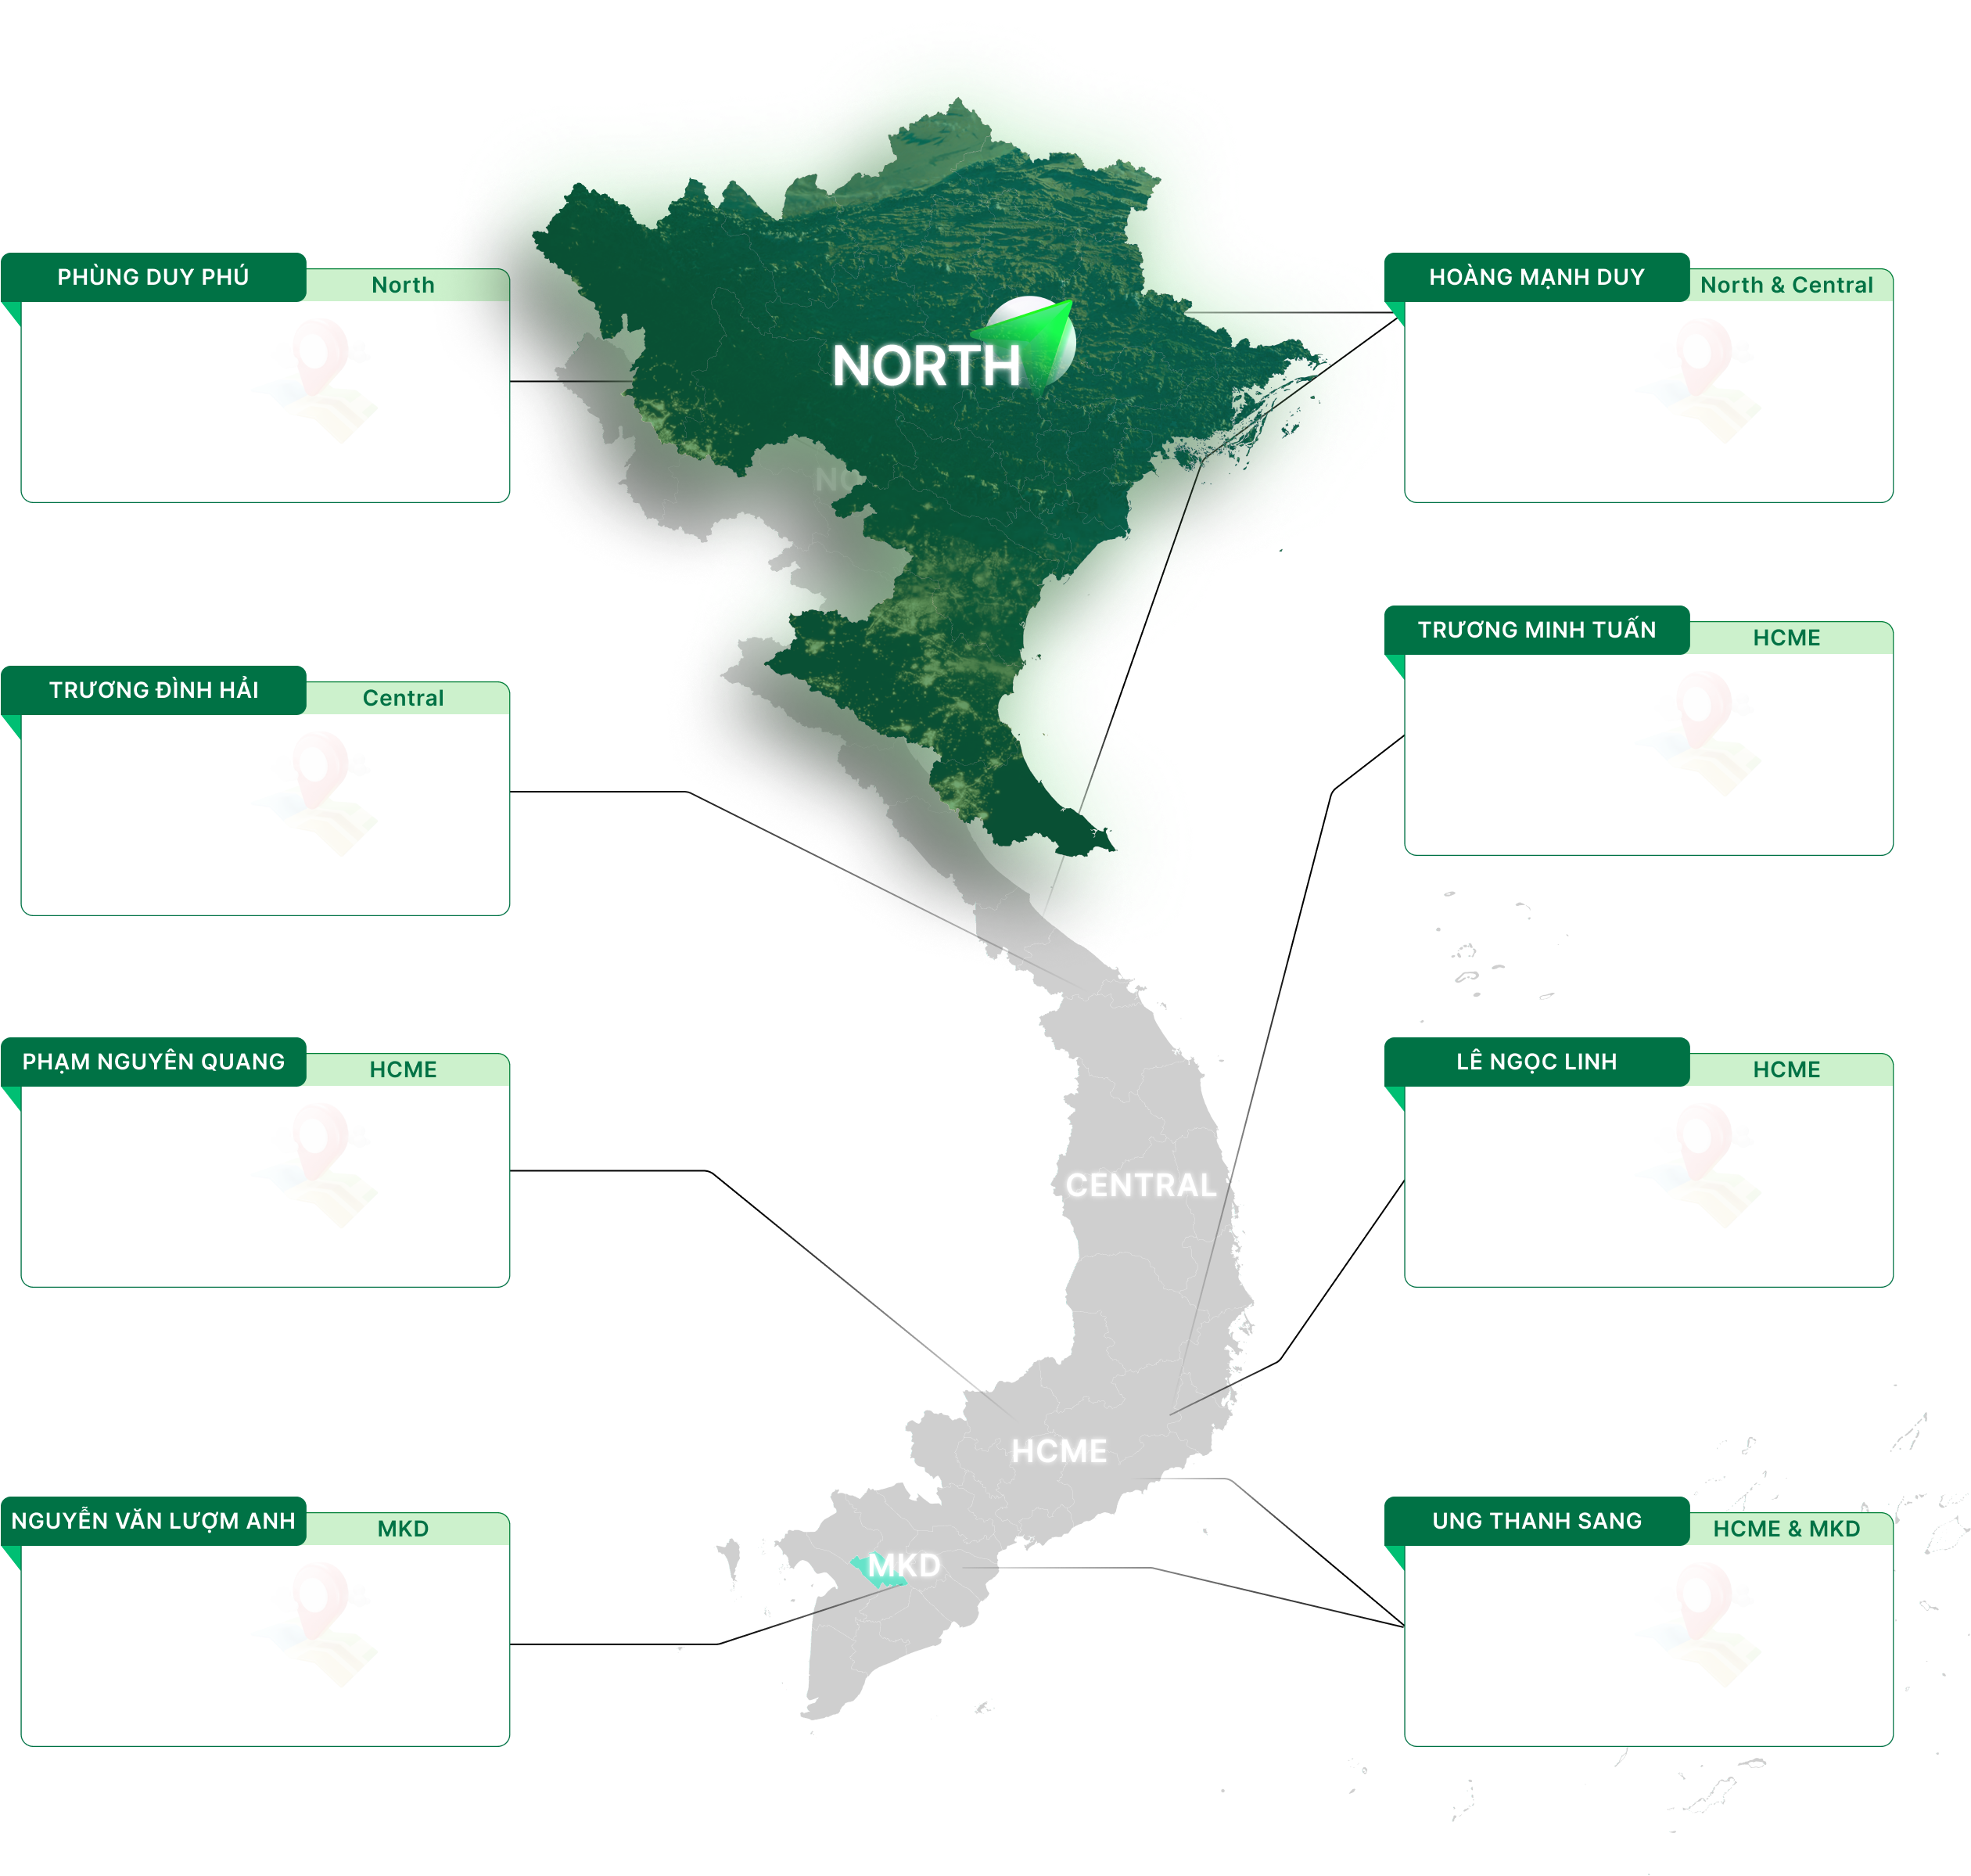 PHÙNG DUY PHÚ
North
HOÀNG MẠNH DUY
North & Central
NORTH
NO
TRƯƠNG MINH TUẤN
HCME
TRƯƠNG ĐÌNH HẢI
Central
PHẠM NGUYÊN QUANG
HCME
LÊ NGỌC LINH
HCME
CENTRAL
HCME
NGUYỄN VĂN LƯỢM ANH
MKD
UNG THANH SANG
HCME & MKD
MKD